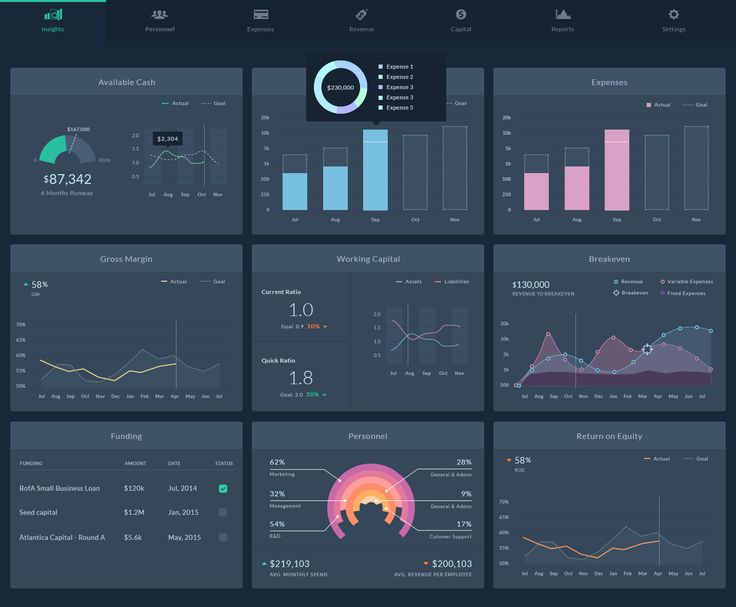 Insights
Personnel
Expenses
Revenue
Capital
Reports
Settings
Available Cash
Actual
Goal
$167,000
0
300k
$87,342
6 Months Runway
$2,304
2.0
1.5
1.0
0.5
Jul Aug Sep Oct Nov
$230,000
Expense 1
Expense 2
Expense 3
Expense 3
Expense 5
Goal
20k
10k
5k
1k
500
250
0
Jul Aug Sep Oct Nov
Expenses
Actual
Goal
20k
10k
5k
1k
500
250
0
Jul Aug Sep Oct Nov
Gross Margin
58%
GM
Actual
Goal
70%
65%
60%
55%
50%
Jul Aug Sep Oct Nov Dec Jan Feb Mar Apr May Jun Jul
Working Capital
Current Ratio
1.0
Goal: 0.9 10%
Quick Ratio
1.8
Goal: 2.0 20%
Assets
Liabilities
2.0
1.5
1.0
0.5
Jul Aug Sep Oct Nov
Breakeven
$130,000
REVENUE TO BREAKEVEN
Revenue
Variable Expenses
Breakeven
Fixed Expenses
20k
10k
5k
1k
500
Jul Aug Sep Oct Nov Dec Jan Feb Mar Apr May Jun Jul
Funding
FUNDING AMOUNT DATE STATUS
BofA Small Business Loan $120k Jul, 2014
Seed capital $1.2M Jan, 2015
Atlantica Capital - Round A $5.6k May, 2015
Personnel
62%
Marketing
32%
Management
54%
R&D
28%
General & Admin
9%
General & Admin
17%
Cutomer Support
$219,103
AVG. MONTHLY SPEND
$200,103
AVG. REVENUE PER EMPLOYEE
Return on Equity
58%
ROE
Actual
Goal
70%
65%
60%
55%
50%
Jul Aug Sep Oct Nov Dec Jan Feb Mar Apr May Jun Jul